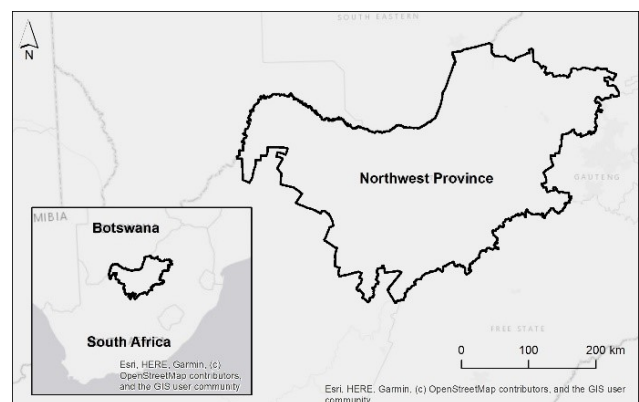 SOUTH EASTERN
N
Northwest Province
GAUTENG
MIBIA
Botswana
South Africa
Esri, HERE, Garmin, (c)
OpenStreetMap contributors,
and the GIS user
community
FREE STATE
0 100 200 km
Esri, HERE, Garmin, (c) OpenStreetMap contributors, and the GIS user
community